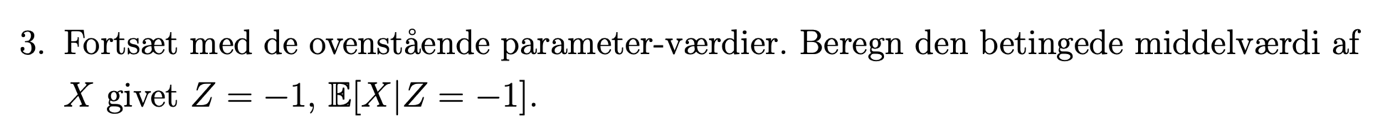 3. Fortsæt med de ovenstående parameter-værdier. Beregn den betingede middelværdi af
X givet Z = −1, 𝔼[X|Z = −1].